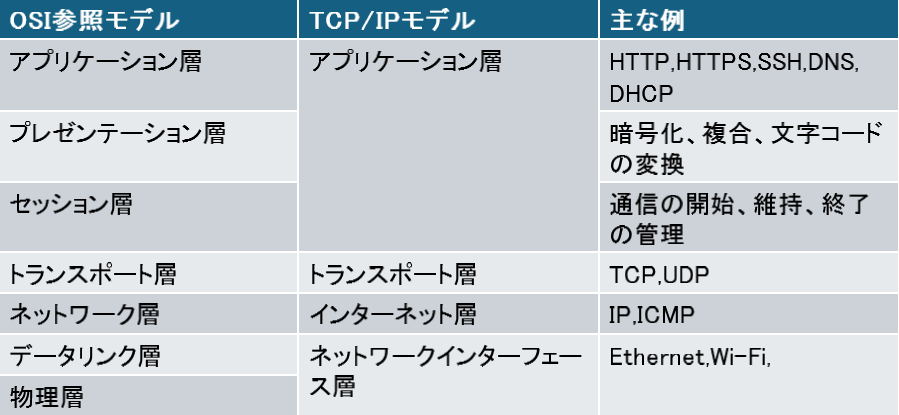 OSI参照モデル TCP/IPモデル 主な例
アプリケーション層 アプリケーション層 HTTP,HTTPS,SSH,DNS,
DHCP
プレゼンテーション層 暗号化、複合、文字コード
の変換
セッション層 通信の開始、維持、終了
の管理
トランスポート層 トランスポート層 TCP,UDP
ネットワーク層 インターネット層 IP,ICMP
データリンク層 ネットワークインターフェー Ethernet,Wi-Fi,
ス層
物理層